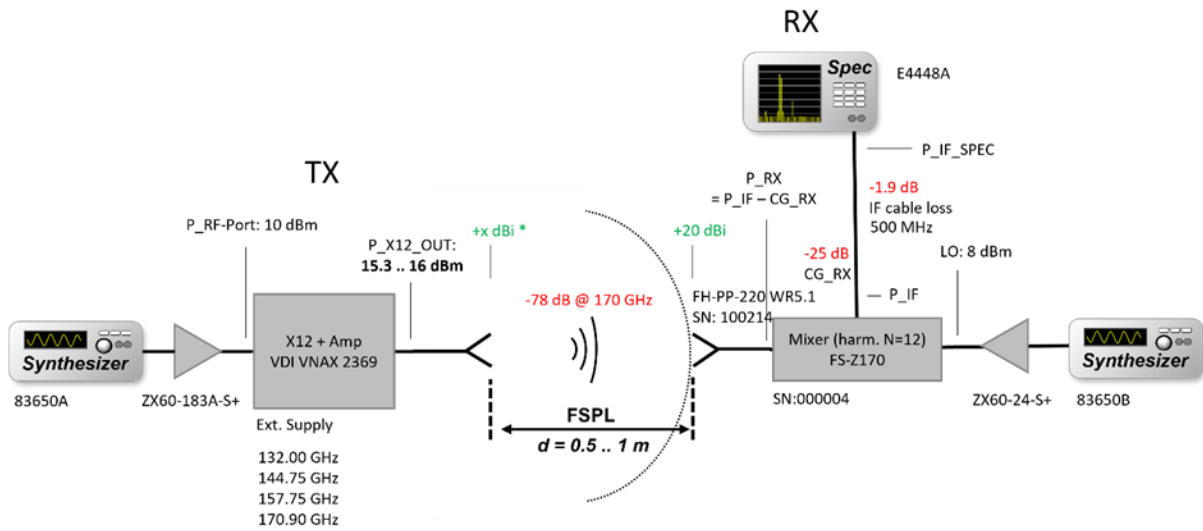 RX
Spec
E4448A
P_IF_SPEC
TX
P_RX
= P_IF – CG_RX
-1.9 dB
IF cable loss
500 MHz
P_RF-Port: 10 dBm
P_X12_OUT:
15.3 .. 16 dBm
+x dBi *
+20 dBi
-25 dB
CG_RX
LO: 8 dBm
-78 dB @ 170 GHz
FH-PP-220 WR5.1
SN: 100214
P_IF
Synthesizer
X12 + Amp
VDI VNAX 2369
Mixer (harm. N=12)
FS-Z170
Synthesizer
83650A
ZX60-183A-S+
Ext. Supply
FSPL
d = 0.5 .. 1 m
SN:000004
ZX60-24-S+
83650B
132.00 GHz
144.75 GHz
157.75 GHz
170.90 GHz